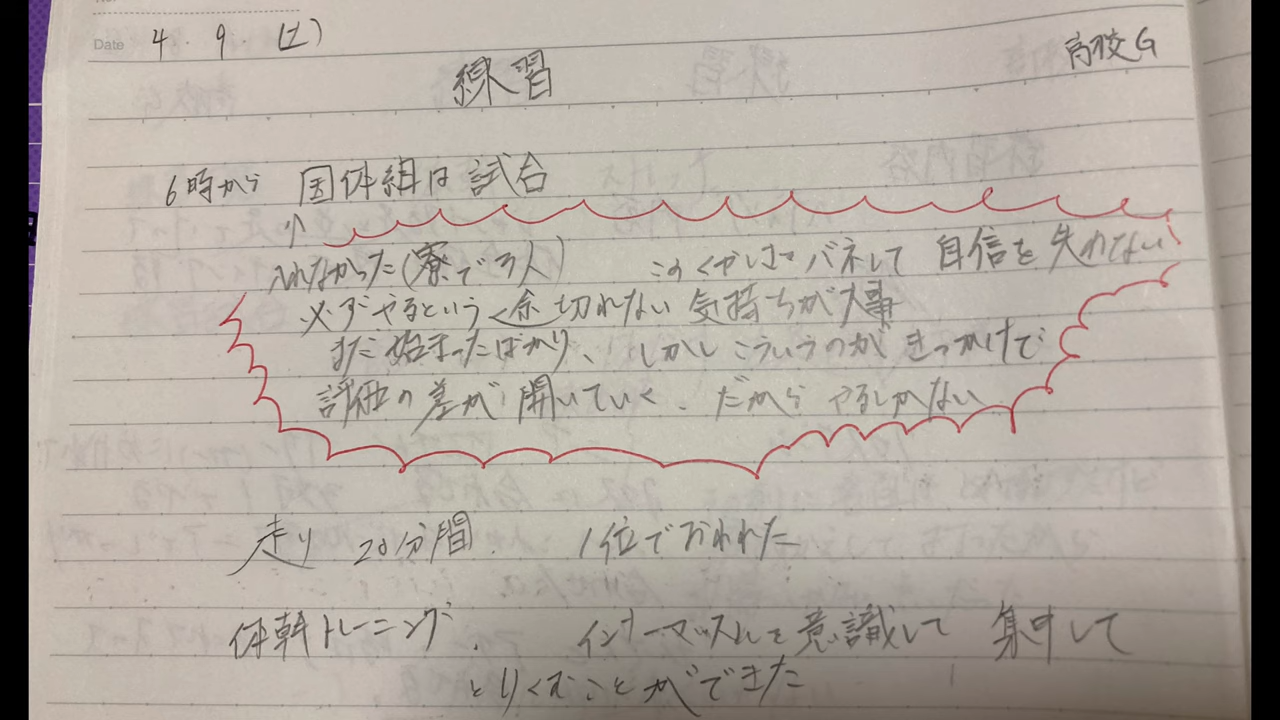 Date 4. 9. (土)
練習 高校G
6時から 国体組は試合
入れなかった(寮で3人) このくやしさをバネにして 自信を失わない
必ずやるという 余切れない 気持ちが大事
まだ始まったばかり、しかしこういうのがきっかけで
評価の差が開いていく、だからやるしかない
走り 20分間、 1位でおわれた
体幹トレーニング、 インナーマッスルを意識して 集中して
とりくむことができた